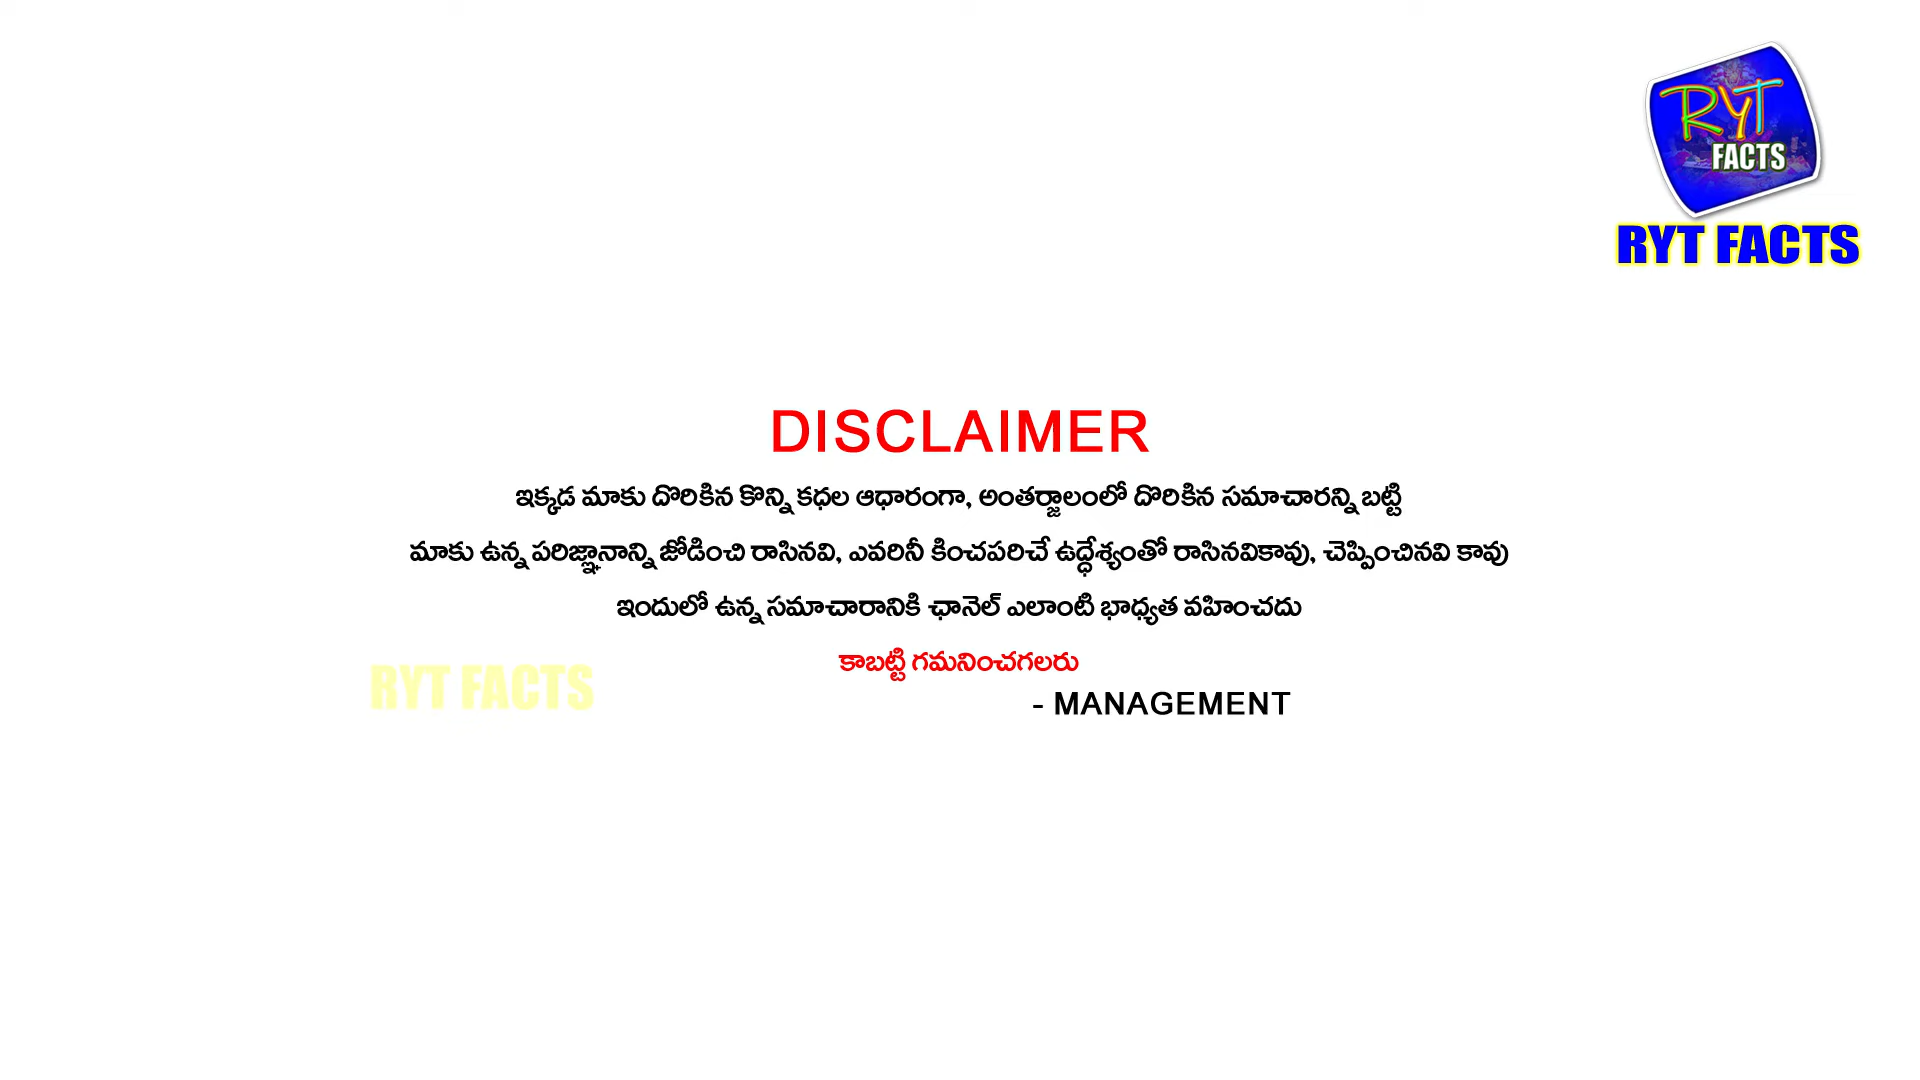 RYT
FACTS
RYT FACTS
DISCLAIMER
ఇక్కడ మాకు దొరికిన కొన్ని కధల ఆధారంగా, అంతర్జాలంలో దొరికిన సమాచారన్ని బట్టి
మాకు ఉన్న పరిజ్ఞానాన్ని జోడించి రాసినవి, ఎవరినీ కించపరిచే ఉద్ధేశ్యంతో రాసినవికావు, చెప్పించినవి కావు
ఇందులో ఉన్న సమాచారానికి ఛానెల్ ఎలాంటి భాధ్యత వహించదు
కాబట్టి గమనించగలరు
RYT FACTS
- MANAGEMENT